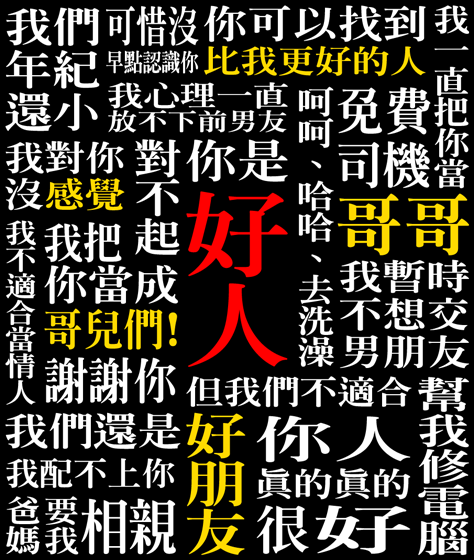 我們
年紀
還小
可惜沒
早點認識你
你可以找到
比我更好的人
我一直把你當
哥哥
我心理一直
放不下前男友
呵呵、哈哈、去洗澡
免費
司機
我對你
沒感覺
對不起
你是
好人
我不適合當情人
我把
你當成
哥兒們!
我暫時
不想交
男朋友
謝謝你
但我們不適合
幫我修電腦
我們還是
好朋友
你人
真的真的
很好
我配不上你
爸媽
要我
相親